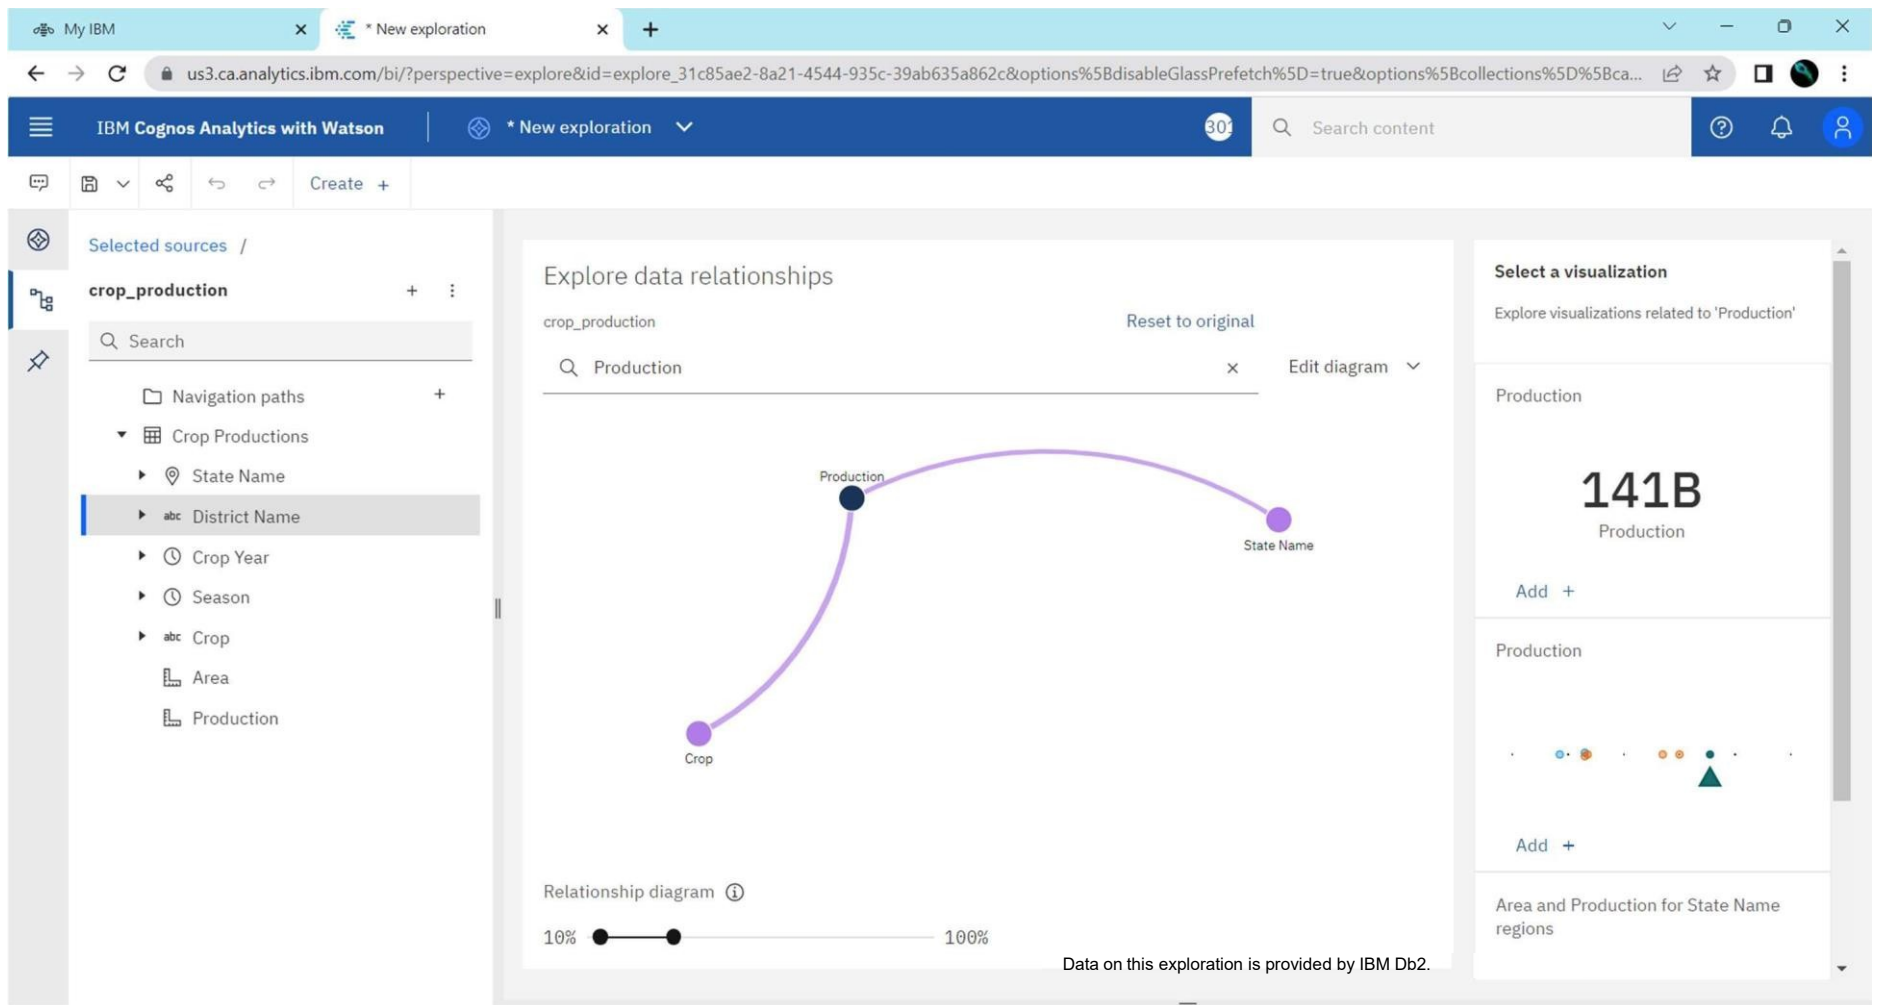 My IBM
* New exploration
us3.ca.analytics.ibm.com/bi/?perspective=explore&id=explore_31c85ae2-8a21-4544-935c-39ab635a862c&options%5BdisableGlassPrefetch%5D=true&options%5Bcollections%5D%5Bca...
IBM Cognos Analytics with Watson
* New exploration
301
Search content
Create +
Selected sources /
crop_production
Search
Navigation paths
Crop Productions
State Name
abc District Name
Crop Year
Season
abc Crop
Area
Production
Explore data relationships
crop_production
Reset to original
Production
Edit diagram
Production
State Name
Crop
Relationship diagram
10%
100%
Data on this exploration is provided by IBM Db2.
Select a visualization
Explore visualizations related to 'Production'
Production
141B
Production
Add +
Production
Add +
Area and Production for State Name
regions